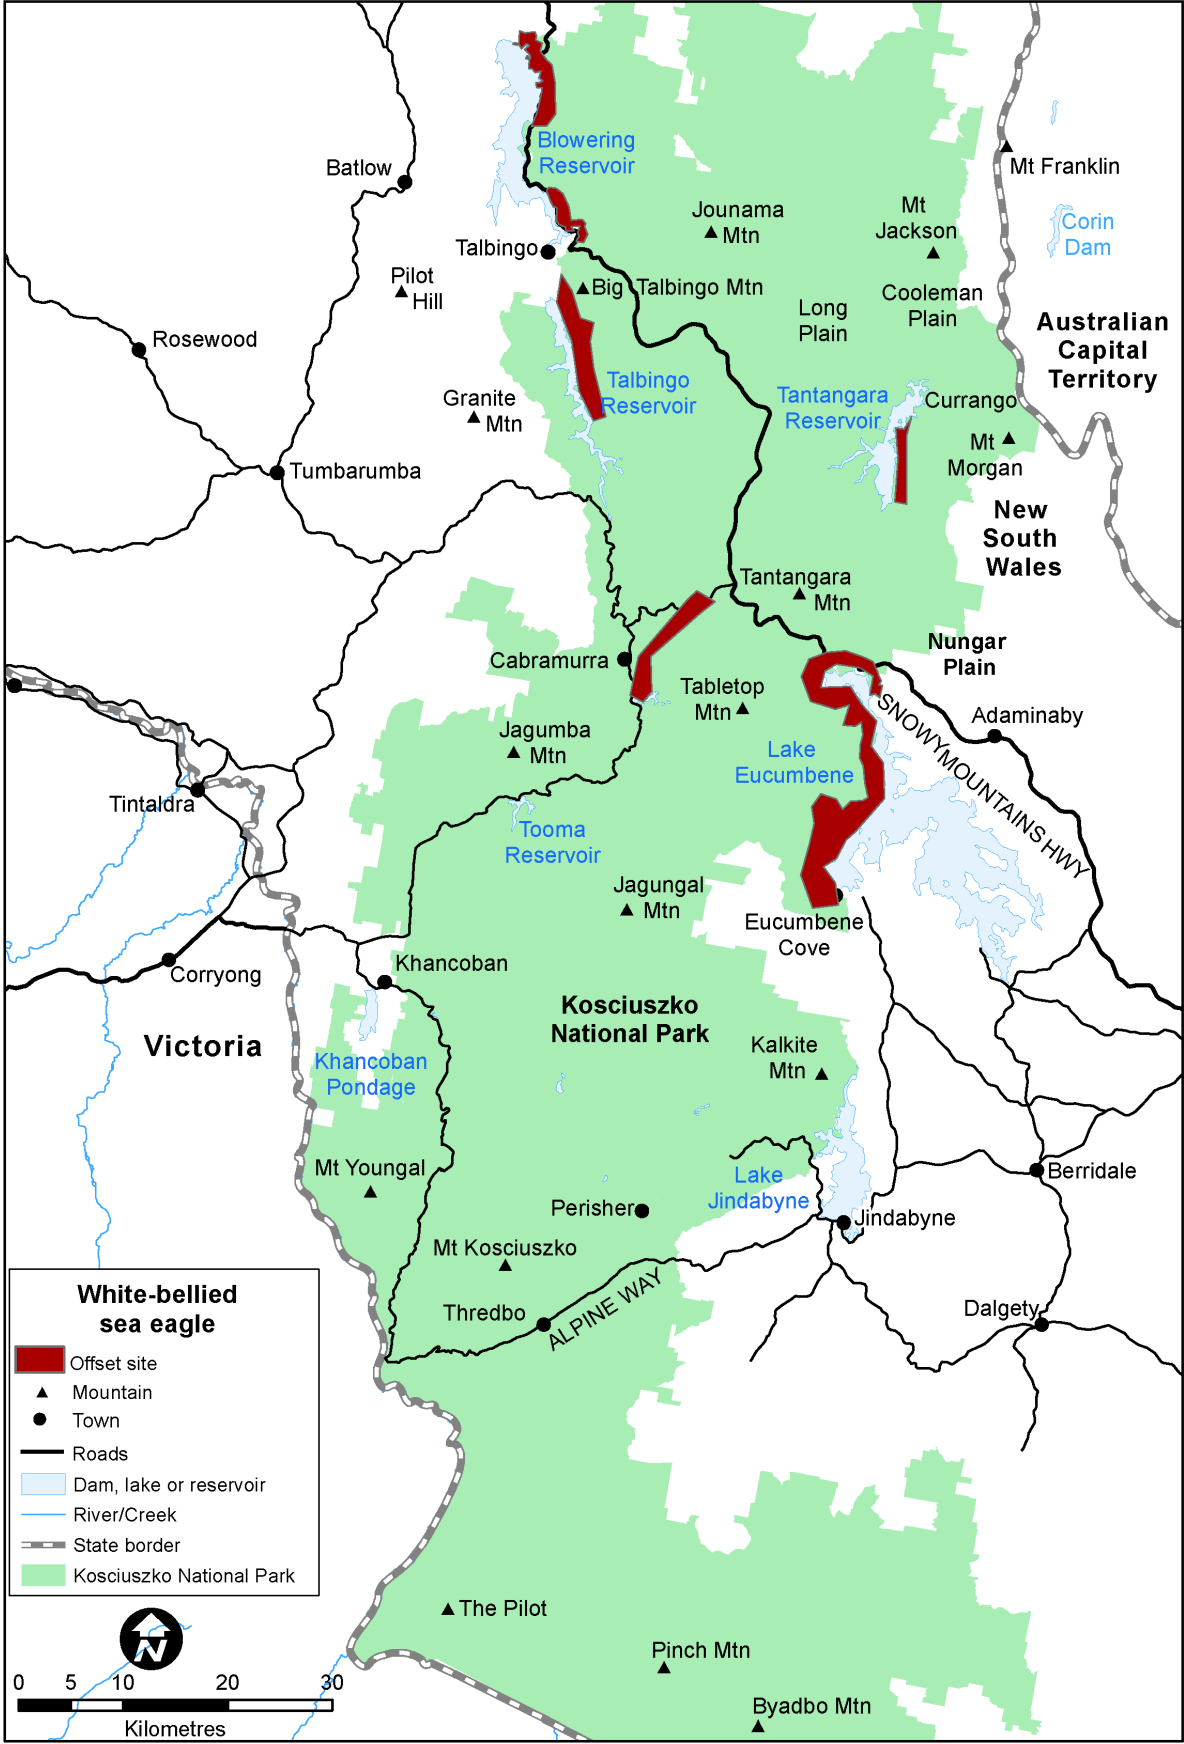 Blowering
Reservoir
Batlow
Mt Franklin
Jounama
Mtn
Mt
Jackson
Corin
Dam
Talbingo
Pilot
Hill
Big Talbingo Mtn
Long
Plain
Cooleman
Plain
Australian
Capital
Territory
Rosewood
Talbingo
Reservoir
Granite
Mtn
Tantangara
Reservoir
Currango
Mt
Morgan
Tumbarumba
New
South
Wales
Tantangara
Mtn
Nungar
Plain
Cabramurra
Tabletop
Mtn
SNOWY MOUNTAINS HWY
Adaminaby
Jagumba
Mtn
Lake
Eucumbene
Tintaldra
Tooma
Reservoir
Jagungal
Mtn
Eucumbene
Cove
Corryong
Khancoban
Kosciuszko
National Park
Victoria
Khancoban
Pondage
Kalkite
Mtn
Mt Youngal
Lake
Jindabyne
Berridale
Perisher
Jindabyne
Mt Kosciuszko
Thredbo
ALPINE WAY
Dalgety
White-bellied
sea eagle
Offset site
Mountain
Town
Roads
Dam, lake or reservoir
River/Creek
State border
Kosciuszko National Park
The Pilot
Pinch Mtn
Byadbo Mtn
N
0 5 10 20 30
Kilometres